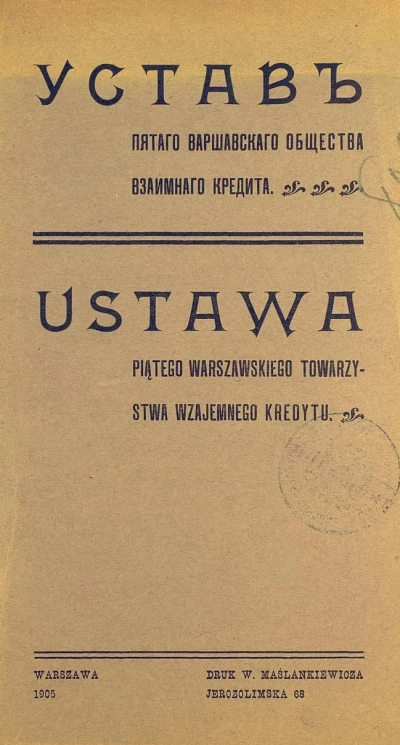 УСТАВЪ
ПЯТАГО ВАРШАВСКАГО ОБЩЕСТВА
ВЗАИМНАГО КРЕДИТА.
USTAWA
PIĄTEGO WARSZAWSKIEGO TOWARZY-
STWA WZAJEMNEGO KREDYTU.
WARSZAWA
1905
DRUK W. MAŚLANKIEWICZA
JEROZOLIMSKA 68